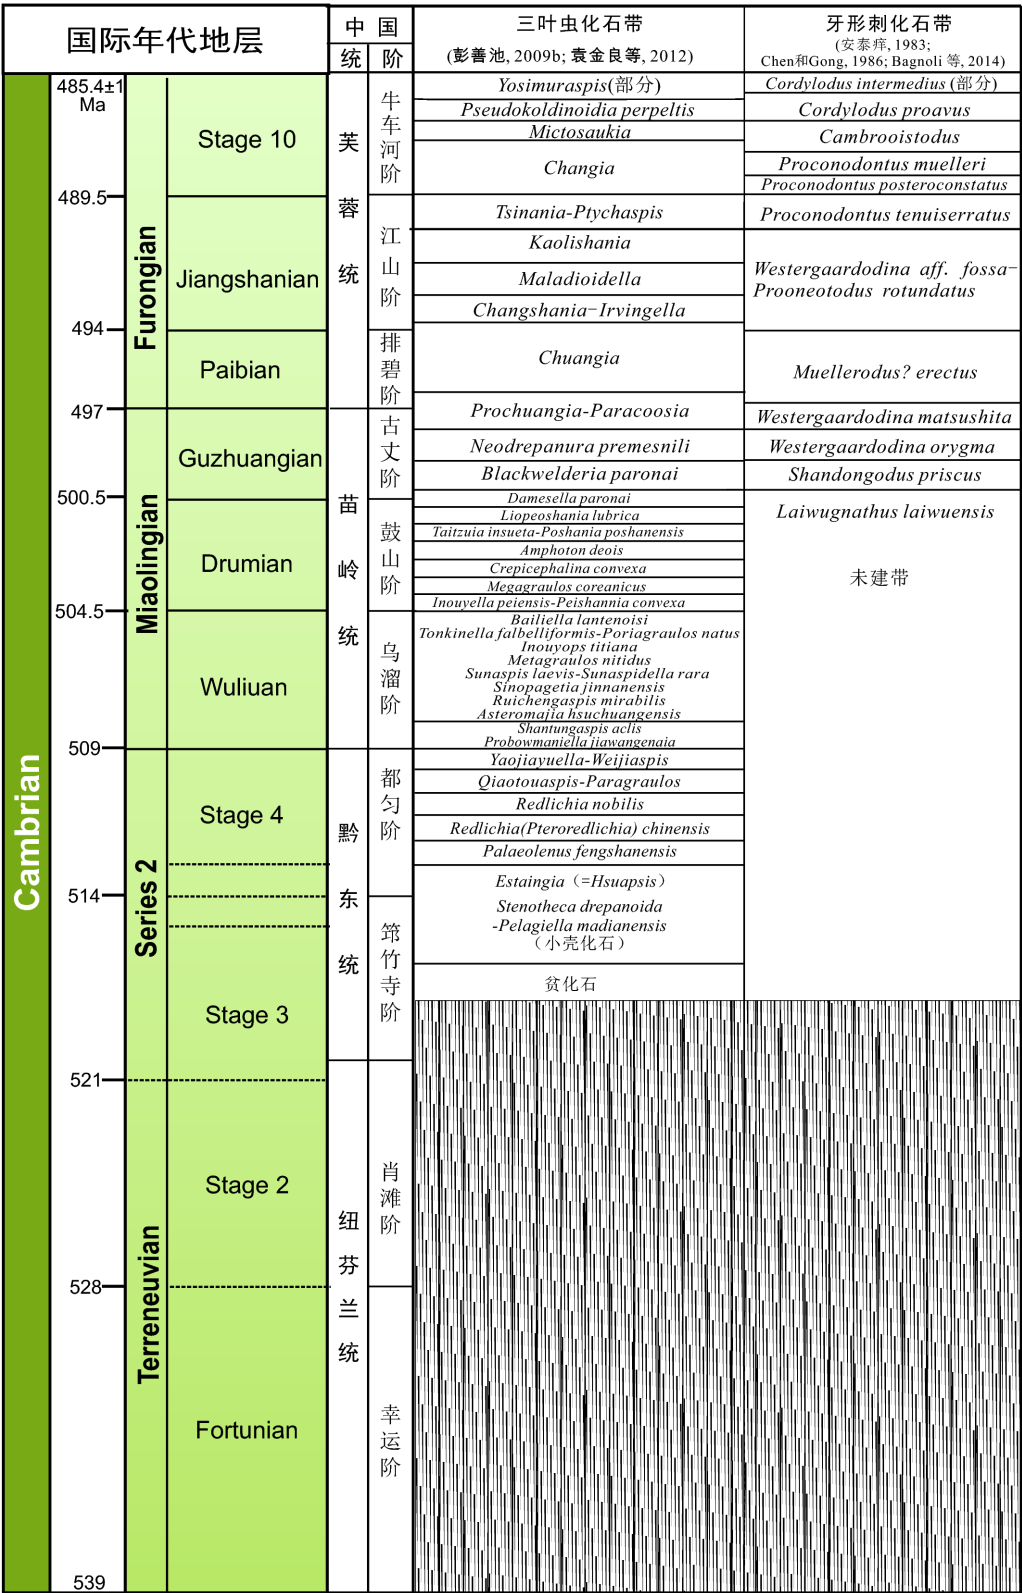 国际年代地层
中 国
统
阶
三叶虫化石带
(彭善池, 2009b; 袁金良等, 2012)
牙形刺化石带
(安泰痒, 1983;
Chen和Gong, 1986; Bagnoli 等, 2014)
Cambrian
485.4±1
Ma
489.5
494
497
500.5
504.5
509
514
521
528
539
Furongian
Miaolingian
Series 2
Terreneuvian
Stage 10
Jiangshanian
Paibian
Guzhuangian
Drumian
Wuliuan
Stage 4
Stage 3
Stage 2
Fortunian
芙蓉统
苗岭统
黔东统
纽芬兰统
牛车河阶
江山阶
排碧阶
古丈阶
鼓山阶
乌溜阶
都匀阶
筇竹寺阶
肖滩阶
幸运阶
Yosimuraspis(部分)
Pseudokoldinoidia perpeltis
Mictosaukia
Changia
Tsinania-Ptychaspis
Kaolishania
Maladioidella
Changshania-Irvingella
Chuangia
Prochuangia-Paracoosia
Neodrepanura premesnili
Blackwelderia paronai
Damesella paronai
Liopeoshania lubrica
Taitzuia insueta-Poshania poshanensis
Amphoton deois
Crepicephalina convexa
Megagraulos coreanicus
Inouyella peiensis-Peishannia convexa
Bailiella lantenoisi
Tonkinella falbelliformis-Poriagraulos natus
Inouyops titiana
Metagraulos nitidus
Sunaspis laevis-Sunaspidella rara
Sinopagetia jinnanensis
Ruichengaspis mirabilis
Asteromajia hsuchuangensis
Shantungaspis aclis
Probowmaniella jiawangenaia
Yaojiayuella-Weijiaspis
Qiaotouaspis-Paragraulos
Redlichia nobilis
Redlichia(Pteroredlichia) chinensis
Palaeolenus fengshanensis
Estaingia（=Hsuapsis）
Stenotheca drepanoida
-Pelagiella madianensis
（小壳化石）
贫化石
Cordylodus intermedius (部分)
Cordylodus proavus
Cambrooistodus
Proconodontus muelleri
Proconodontus posteroconstatus
Proconodontus tenuiserratus
Westergaardodina aff. fossa-
Prooneotodus rotundatus
Muellerodus? erectus
Westergaardodina matsushita
Westergaardodina orygma
Shandongodus priscus
Laiwugnathus laiwuensis
未建带